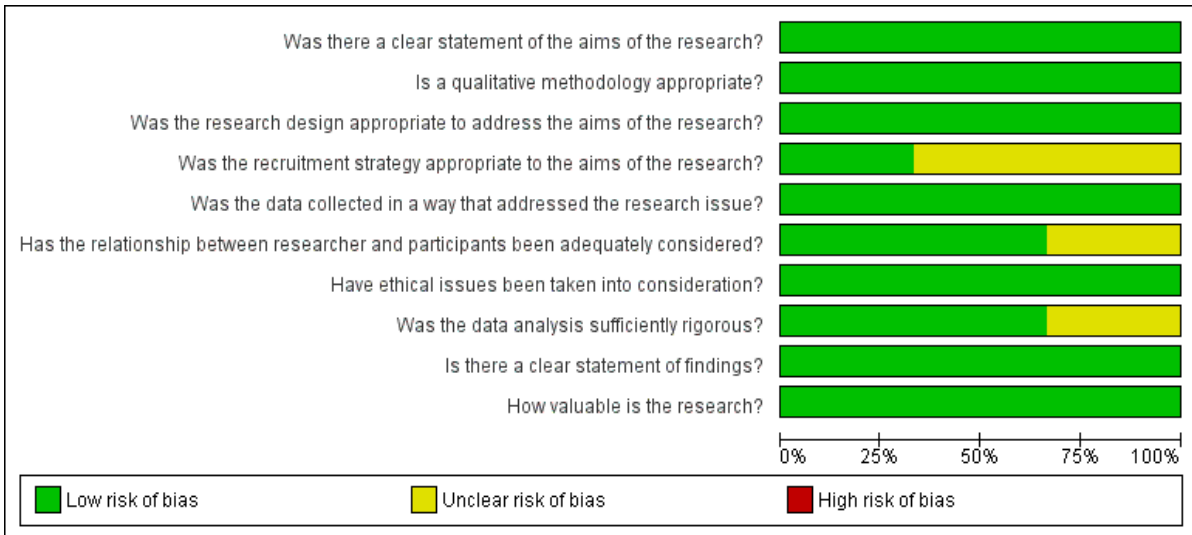 Was there a clear statement of the aims of the research?
Is a qualitative methodology appropriate?
Was the research design appropriate to address the aims of the research?
Was the recruitment strategy appropriate to the aims of the research?
Was the data collected in a way that addressed the research issue?
Has the relationship between researcher and participants been adequately considered?
Have ethical issues been taken into consideration?
Was the data analysis sufficiently rigorous?
Is there a clear statement of findings?
How valuable is the research?
0% 25% 50% 75% 100%
Low risk of bias Unclear risk of bias High risk of bias